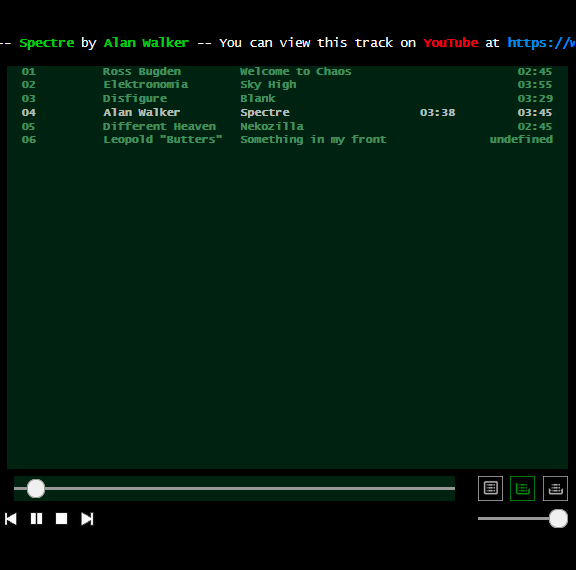 -- Spectre by Alan Walker -- You can view this track on YouTube at https://w
01 Ross Bugden Welcome to Chaos 02:45
02 Elektronomia Sky High 03:55
03 Disfigure Blank 03:29
04 Alan Walker Spectre 03:38 03:45
05 Different Heaven Nekozilla 02:45
06 Leopold "Butters" Something in my front undefined